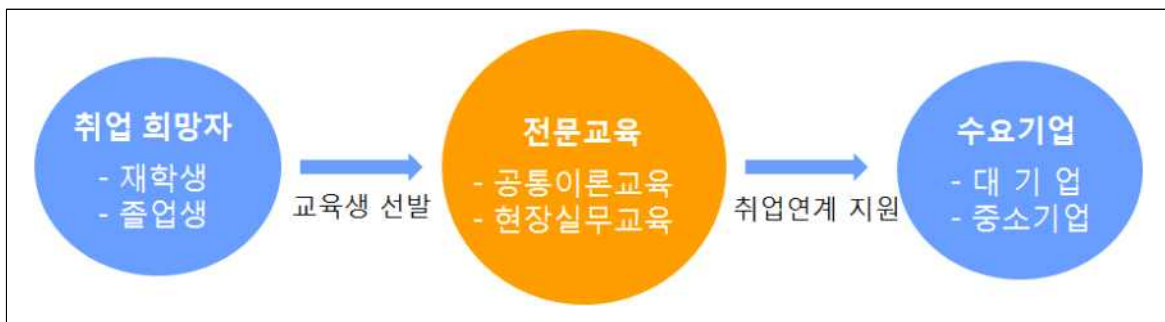 취업 희망자
- 재학생
- 졸업생
교육생 선발
전문교육
- 공통이론교육
- 현장실무교육
취업연계 지원
수요기업
- 대 기 업
- 중소기업